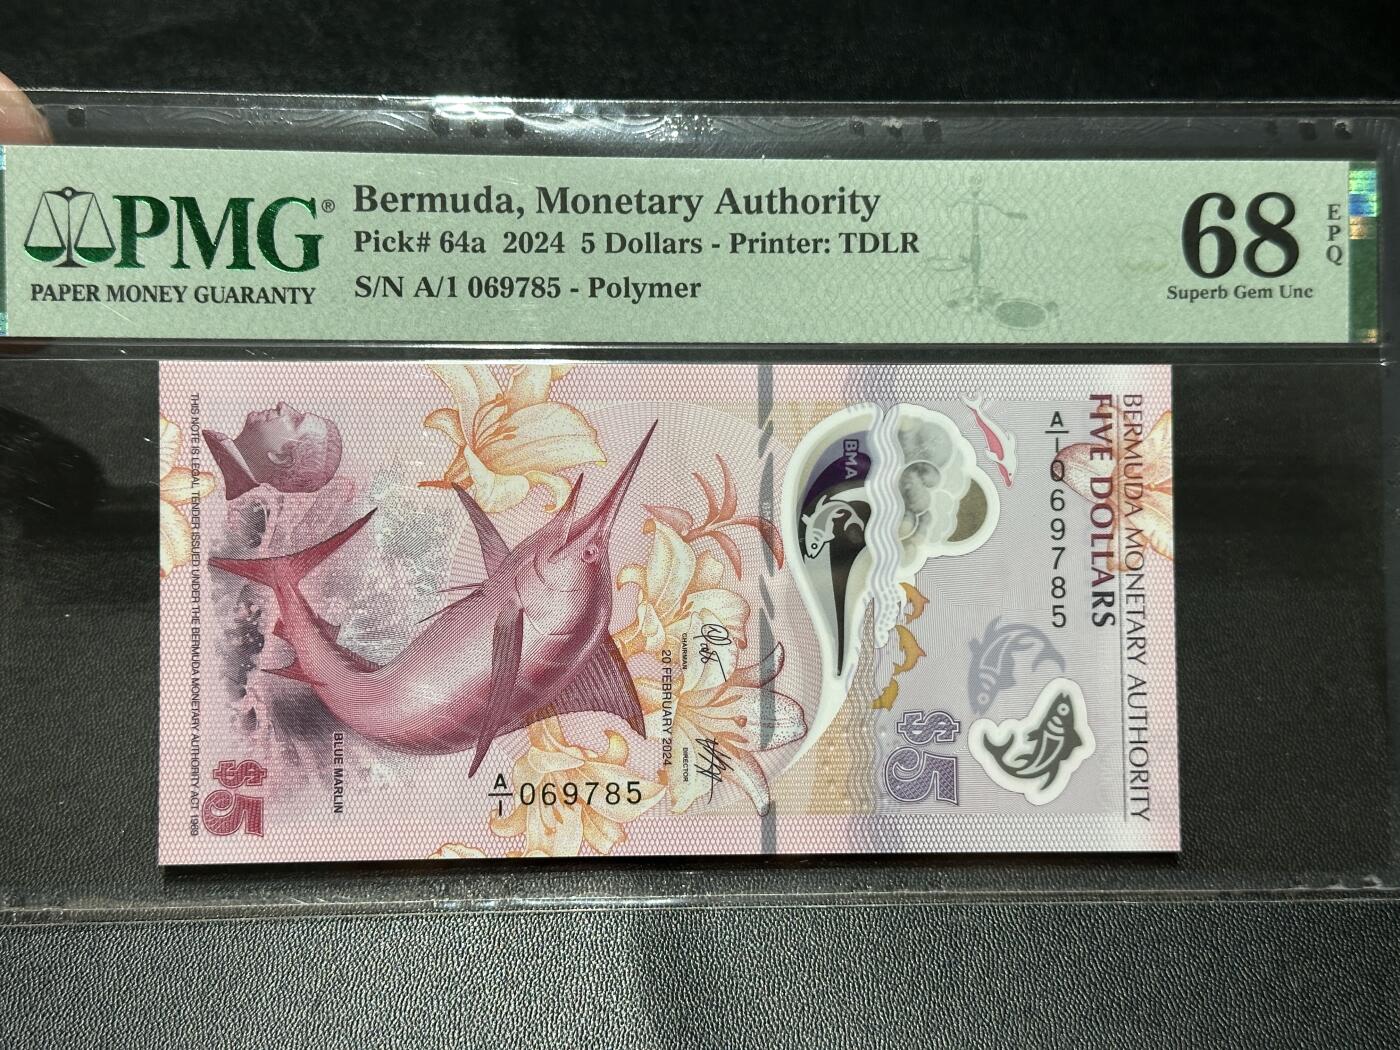 PMG®
PAPER MONEY GUARANTY
Bermuda, Monetary Authority
Pick# 64a 2024 5 Dollars - Printer: TDLR
S/N A/1 069785 - Polymer
68
EPQ
Superb Gem Unc
BERMUDA MONETARY AUTHORITY
FIVE DOLLARS
A/1 069785
BMA
$5
CHAIRMAN
DIRECTOR
20 FEBRUARY 2024
A/1 069785
BLUE MARLIN
$5
THIS NOTE IS LEGAL TENDER ISSUED UNDER THE BERMUDA MONETARY AUTHORITY ACT 1969